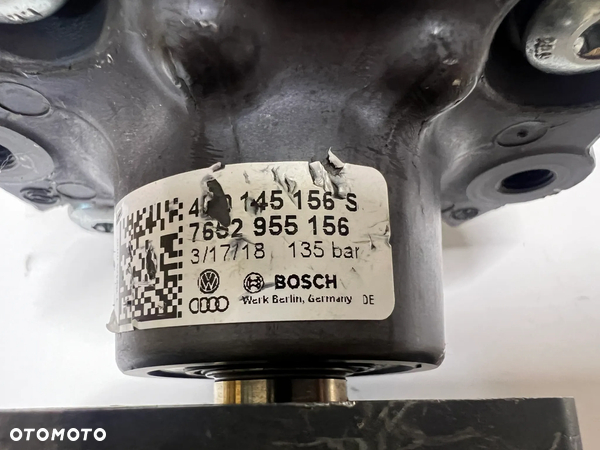 145 156 S
955 156
3/17/18 135 bar
BOSCH
Werk Berlin, Germany DE
OTOMOTO